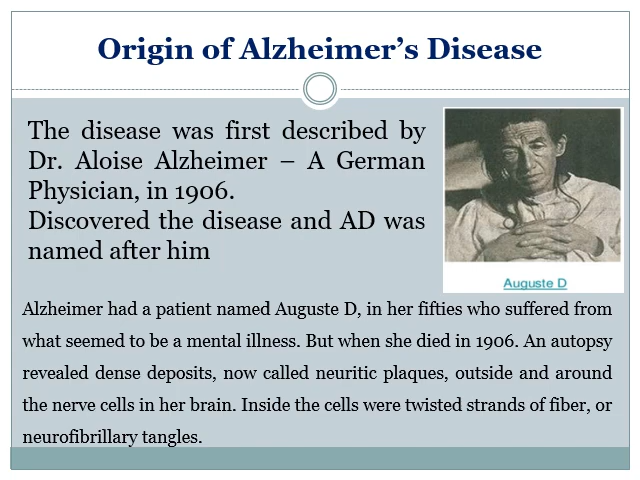 Origin of Alzheimer’s Disease
The disease was first described by
Dr. Aloise Alzheimer – A German
Physician, in 1906.
Discovered the disease and AD was
named after him
Auguste D
Alzheimer had a patient named Auguste D, in her fifties who suffered from
what seemed to be a mental illness. But when she died in 1906. An autopsy
revealed dense deposits, now called neuritic plaques, outside and around
the nerve cells in her brain. Inside the cells were twisted strands of fiber, or
neurofibrillary tangles.